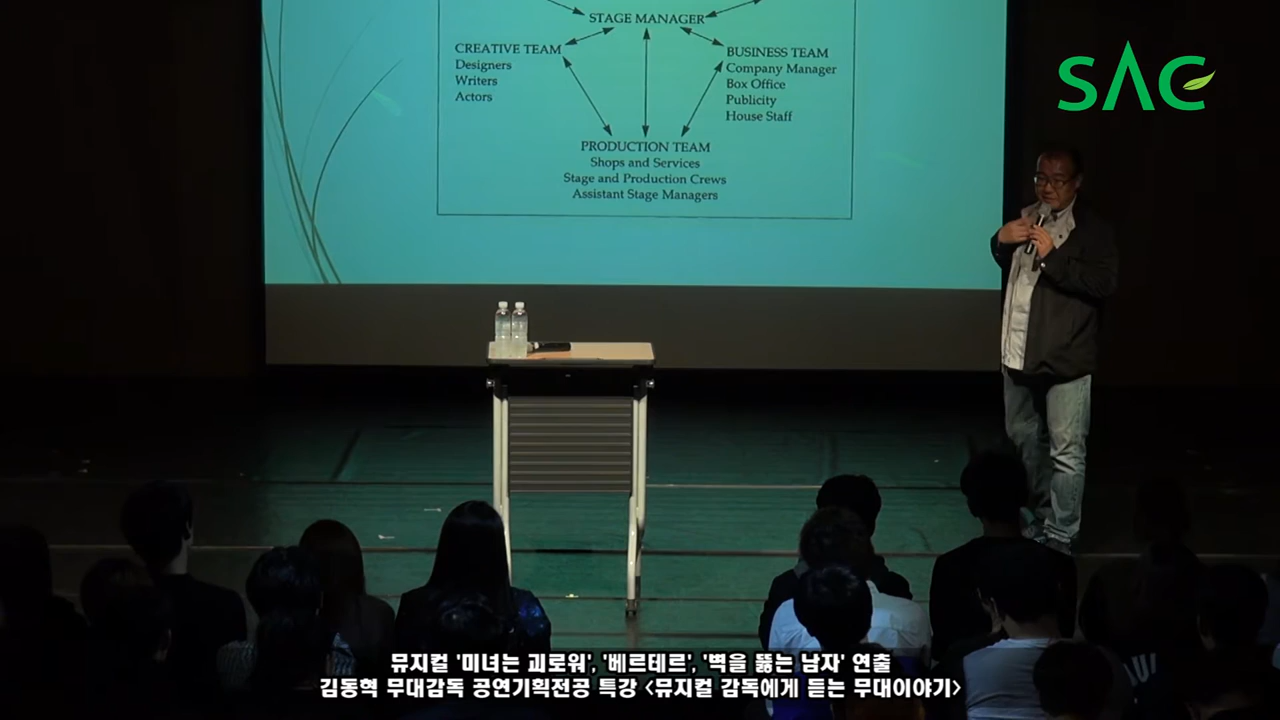 STAGE MANAGER
CREATIVE TEAM
Designers
Writers
Actors
BUSINESS TEAM
Company Manager
Box Office
Publicity
House Staff
PRODUCTION TEAM
Shops and Services
Stage and Production Crews
Assistant Stage Managers
SAC
뮤지컬 '미녀는 괴로워', '베르테르', '벽을 뚫는 남자' 연출
김동혁 무대감독 공연기획전공 특강 <뮤지컬 감독에게 듣는 무대이야기>